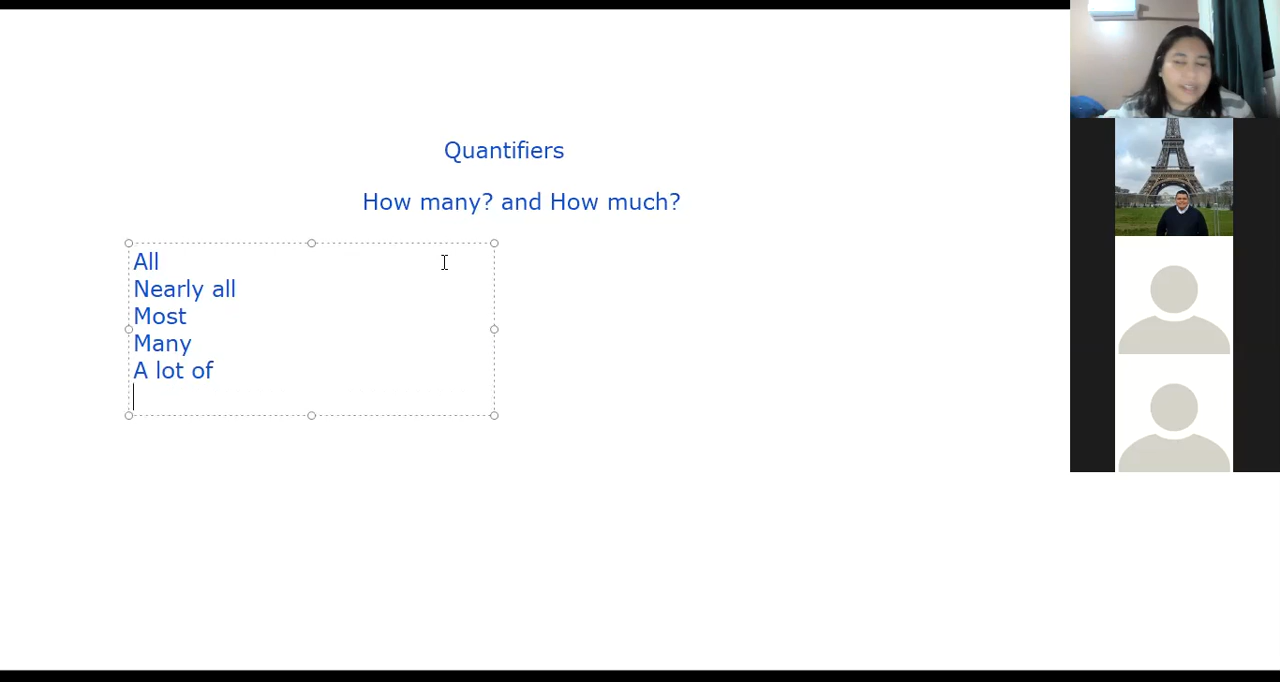 Quantifiers
How many? and How much?
All
Nearly all
Most
Many
A lot of